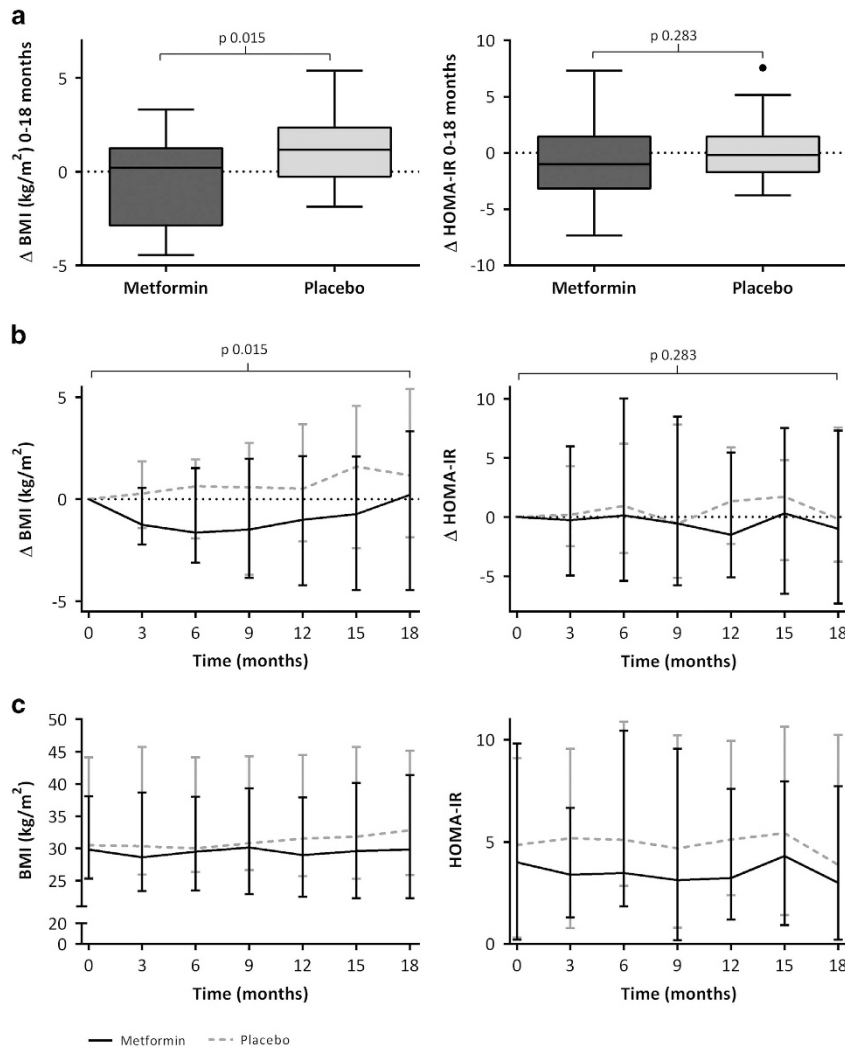 a
p 0.015
5
0
-5
Δ BMI (kg/m²) 0-18 months
Metformin
Placebo
p 0.283
10
5
0
-5
-10
Δ HOMA-IR 0-18 months
Metformin
Placebo
b
p 0.015
5
0
-5
Δ BMI (kg/m²)
0 3 6 9 12 15 18
Time (months)
p 0.283
10
5
0
-5
Δ HOMA-IR
0 3 6 9 12 15 18
Time (months)
c
50
45
40
35
30
25
20
0
BMI (kg/m²)
0 3 6 9 12 15 18
Time (months)
10
5
0
HOMA-IR
0 3 6 9 12 15 18
Time (months)
Metformin Placebo